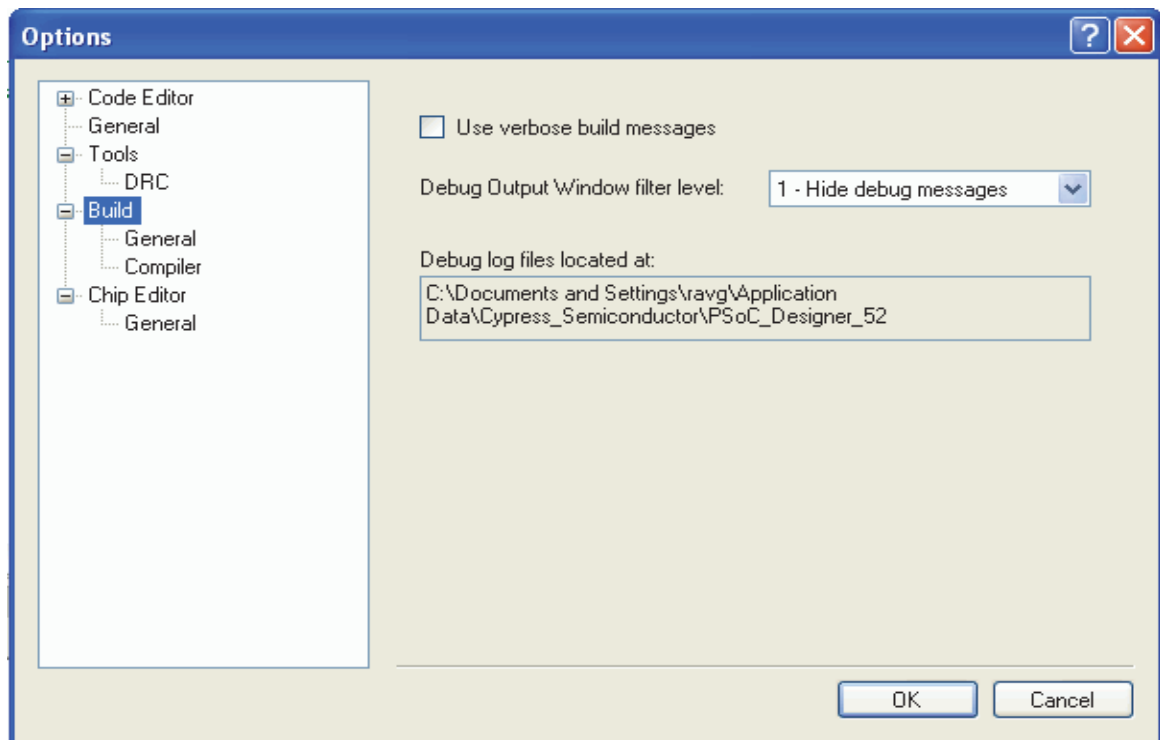 Options
Code Editor
General
Tools
DRC
Build
General
Compiler
Chip Editor
General
Use verbose build messages
Debug Output Window filter level:
1 - Hide debug messages
Debug log files located at:
C:\Documents and Settings\ravg\Application
Data\Cypress_Semiconductor\PSoC_Designer_52
OK
Cancel